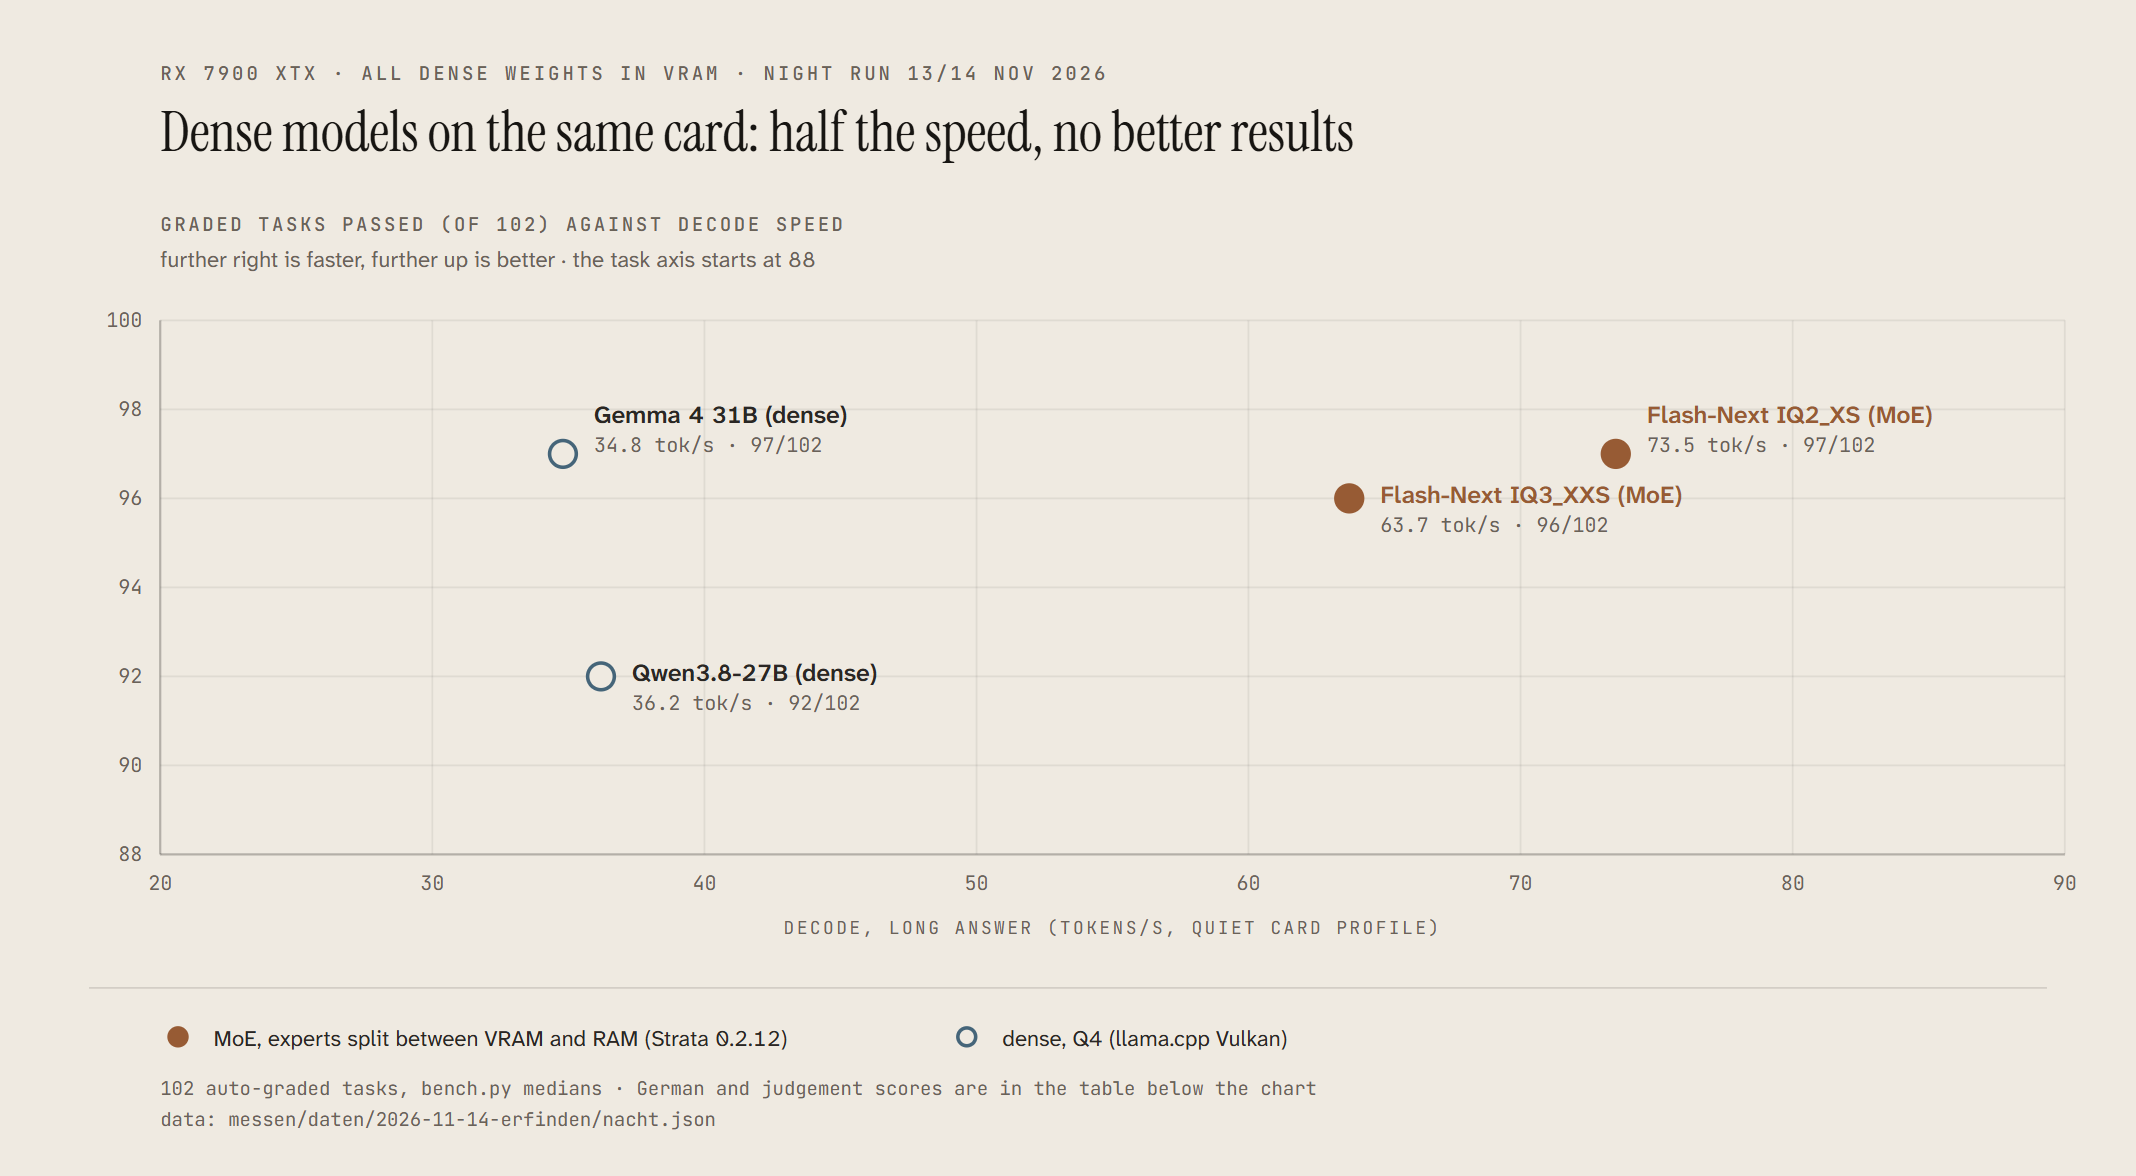 RX 7900 XTX · ALL DENSE WEIGHTS IN VRAM · NIGHT RUN 13/14 NOV 2026
Dense models on the same card: half the speed, no better results
GRADED TASKS PASSED (OF 102) AGAINST DECODE SPEED
further right is faster, further up is better · the task axis starts at 88
100
98
Gemma 4 31B (dense)
34.8 tok/s · 97/102
Flash-Next IQ2_XS (MoE)
73.5 tok/s · 97/102
96
Flash-Next IQ3_XXS (MoE)
63.7 tok/s · 96/102
94
92
Qwen3.8-27B (dense)
36.2 tok/s · 92/102
90
88
20 30 40 50 60 70 80 90
DECODE, LONG ANSWER (TOKENS/S, QUIET CARD PROFILE)
MoE, experts split between VRAM and RAM (Strata 0.2.12)
dense, Q4 (llama.cpp Vulkan)
102 auto-graded tasks, bench.py medians · German and judgement scores are in the table below the chart
data: messen/daten/2026-11-14-erfinden/nacht.json